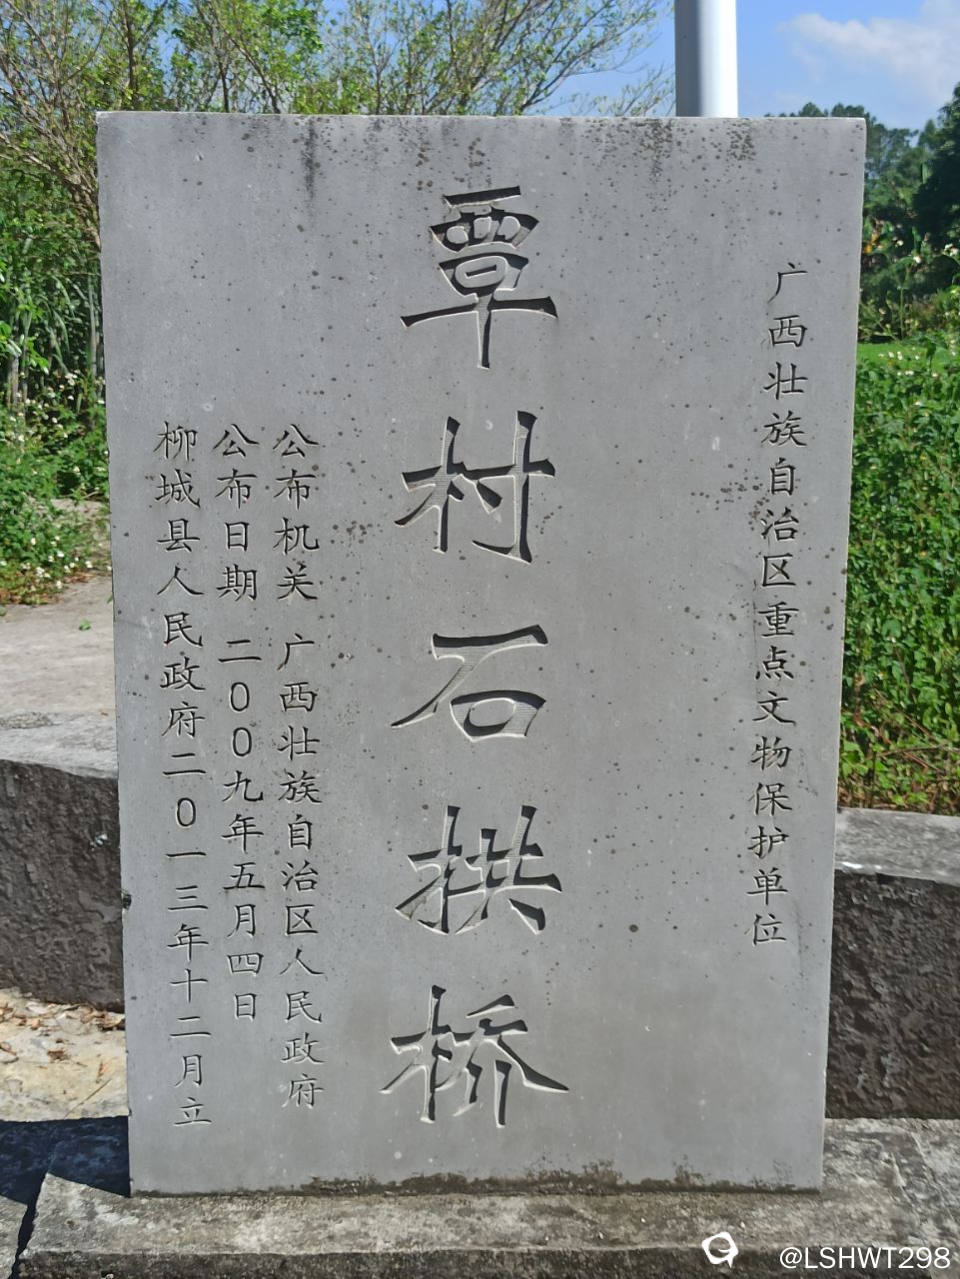 广西壮族自治区重点文物保护单位
覃村石拱桥
公布机关 广西壮族自治区人民政府
公布日期 二00九年五月四日
柳城县人民政府二0一三年十二月立
@LSHWT298